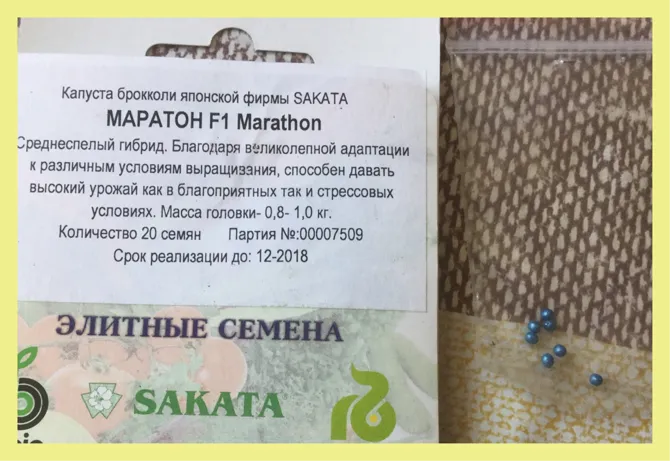 Капуста брокколи японской фирмы SAKATA
МАРАТОН F1 Marathon
Среднеспелый гибрид. Благодаря великолепной адаптации
к различным условиям выращивания, способен давать
высокий урожай как в благоприятных так и стрессовых
условиях. Масса головки- 0,8- 1,0 кг.
Количество 20 семян Партия №:00007509
Срок реализации до: 12-2018
ЭЛИТНЫЕ СЕМЕНА
SAKATA